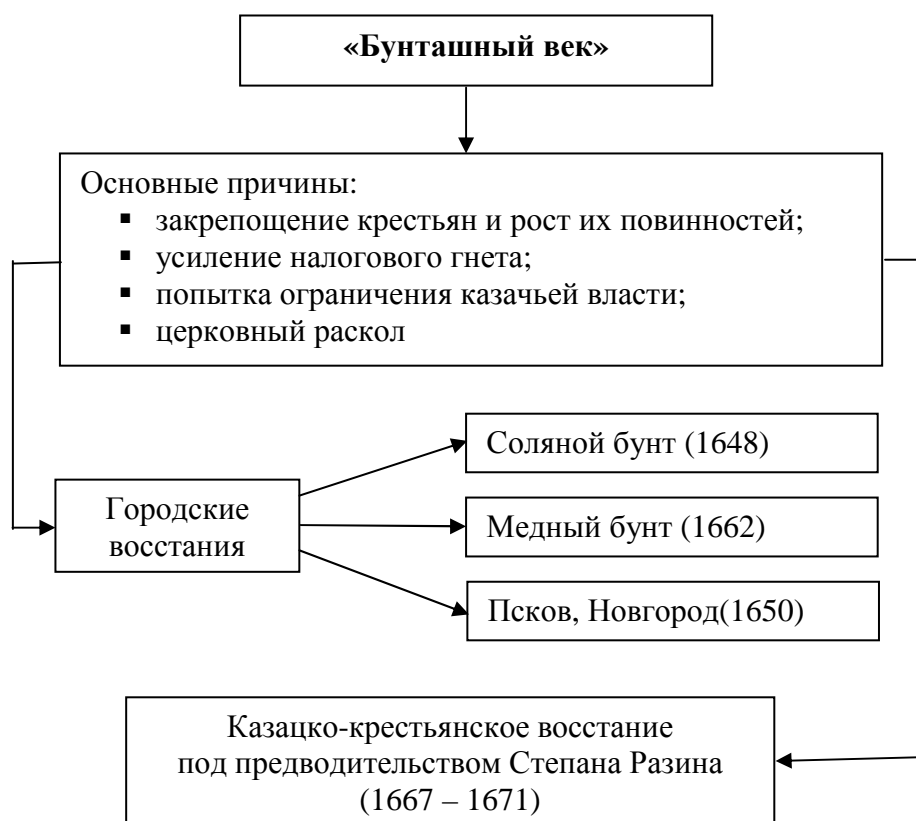 «Бунташный век»
Основные причины:
▪ закрепощение крестьян и рост их повинностей;
▪ усиление налогового гнета;
▪ попытка ограничения казачьей власти;
▪ церковный раскол
Соляной бунт (1648)
Городские
восстания
Медный бунт (1662)
Псков, Новгород(1650)
Казацко-крестьянское восстание
под предводительством Степана Разина
(1667 – 1671)